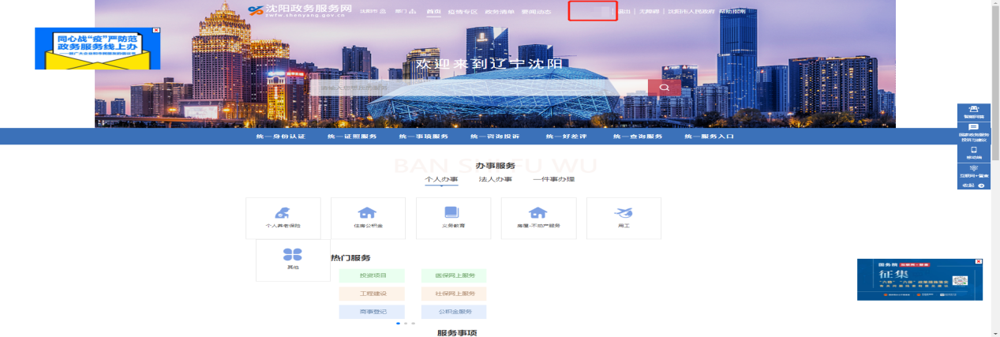 沈阳政务服务网
zwfw.shenyang.gov.cn
沈阳市 部门 首页 疫情专区 政务清单 要闻动态 退出 无障碍 沈阳市人民政府 帮助指南
同心战“疫”严防范
政务服务线上办
欢迎来到辽宁沈阳
智能问答
国家政务服务
投诉与建议
移动端
互联网+督查
收起
统一身份认证 统一证照服务 统一事项服务 统一咨询投诉 统一好差评 统一查询服务 统一服务入口
BAN SHI FU WU
办事服务
个人办事 法人办事 一件事办理
个人养老保险 住房公积金 义务教育 房屋-不动产服务 用工
其他
热门服务
投资项目 医保网上服务
工程建设 社保网上服务
商事登记 公积金服务
服务事项
国务院 互联网+督查
征集